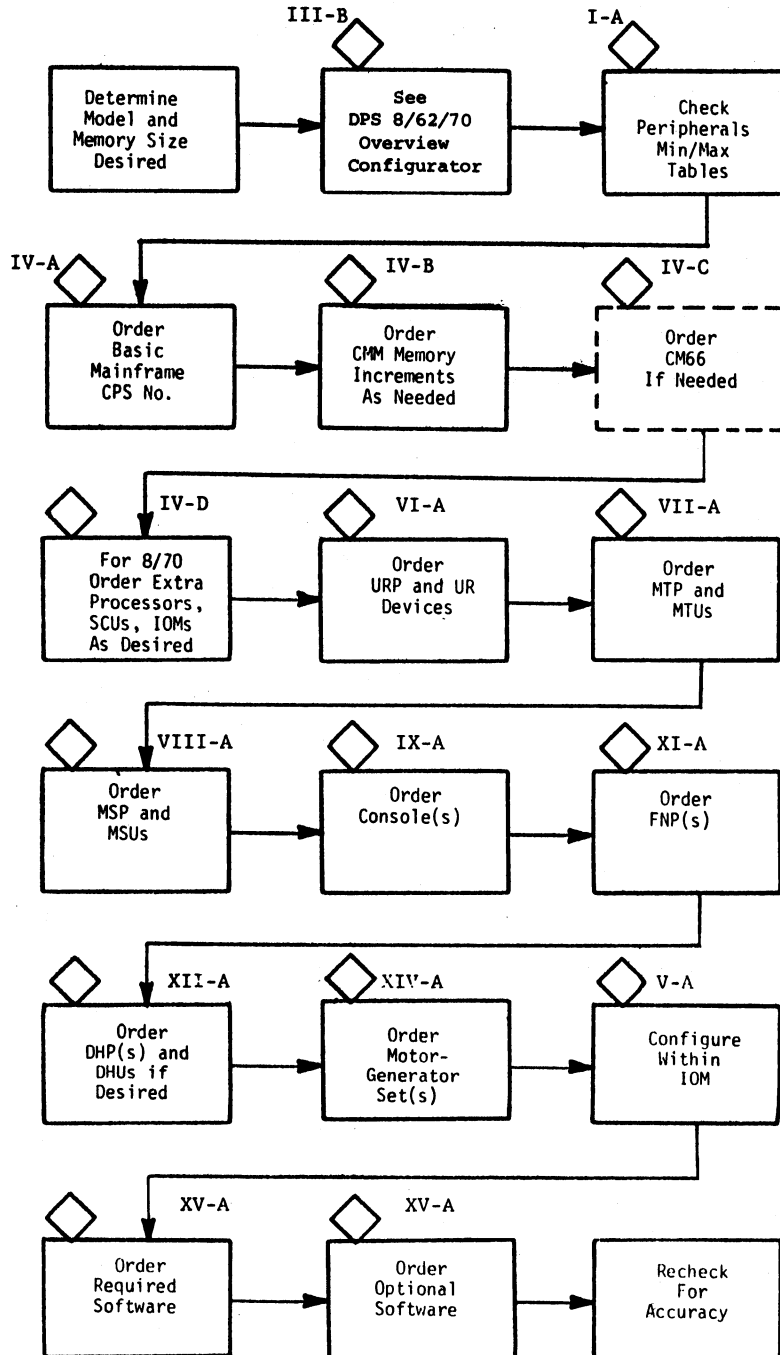 III-B
I-A
Determine
Model and
Memory Size
Desired
See
DPS 8/62/70
Overview
Configurator
Check
Peripherals
Min/Max
Tables
IV-A
IV-B
IV-C
Order
Basic
Mainframe
CPS No.
Order
CMM Memory
Increments
As Needed
Order
CM66
If Needed
IV-D
VI-A
VII-A
For 8/70
Order Extra
Processors,
SCUs, IOMs
As Desired
Order
URP and UR
Devices
Order
MTP and
MTUs
VIII-A
IX-A
XI-A
Order
MSP and
MSUs
Order
Console(s)
Order
FNP(s)
XII-A
XIV-A
V-A
Order
DHP(s) and
DHUs if
Desired
Order
Motor-
Generator
Set(s)
Configure
Within
IOM
XV-A
XV-A
Order
Required
Software
Order
Optional
Software
Recheck
For
Accuracy